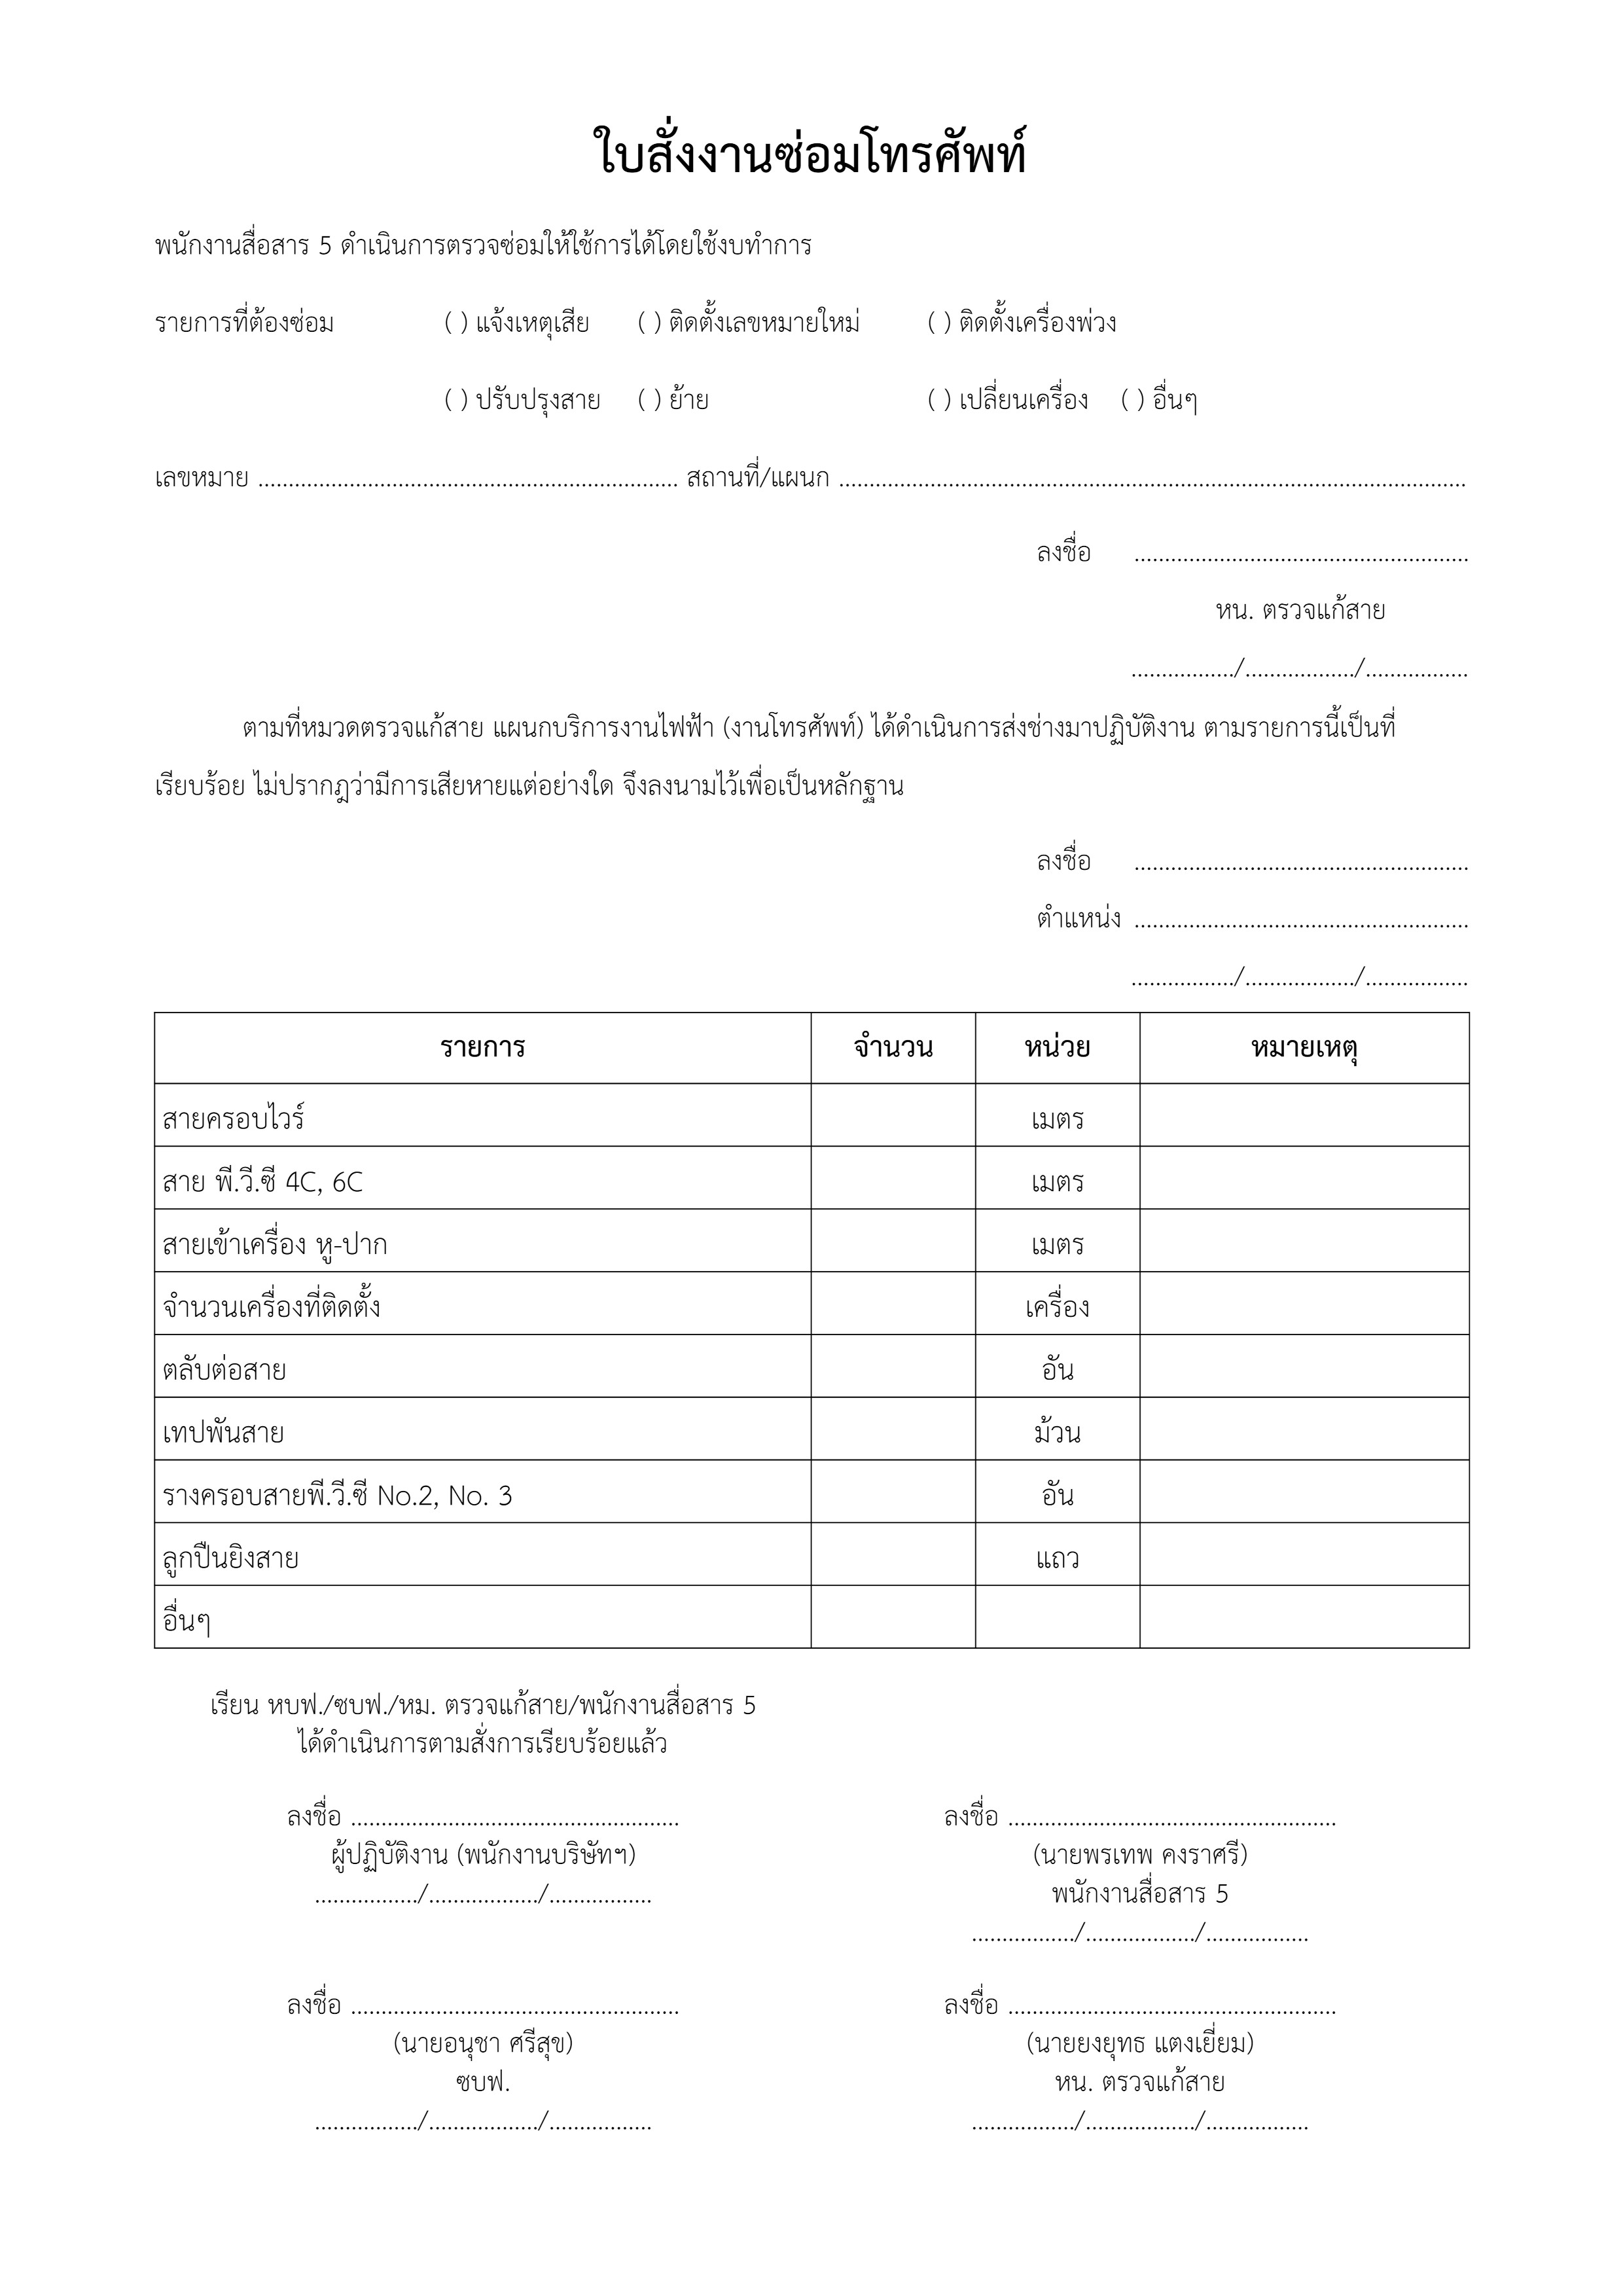 ใบสั่งงานซ่อมโทรศัพท์
พนักงานสื่อสาร 5 ดำเนินการตรวจซ่อมให้ใช้การได้โดยใช้งบทำการ
รายการที่ต้องซ่อม ( ) แจ้งเหตุเสีย ( ) ติดตั้งเลขหมายใหม่ ( ) ติดตั้งเครื่องพ่วง
( ) ปรับปรุงสาย ( ) ย้าย ( ) เปลี่ยนเครื่อง ( ) อื่นๆ
เลขหมาย ..................................................................... สถานที่/แผนก .......................................................................................................
ลงชื่อ .......................................................
หน. ตรวจแก้สาย
................./................../.................
ตามที่หมวดตรวจแก้สาย แผนกบริการงานไฟฟ้า (งานโทรศัพท์) ได้ดำเนินการส่งช่างมาปฏิบัติงาน ตามรายการนี้เป็นที่
เรียบร้อย ไม่ปรากฎว่ามีการเสียหายแต่อย่างใด จึงลงนามไว้เพื่อเป็นหลักฐาน
ลงชื่อ .......................................................
ตำแหน่ง .......................................................
................./................../.................
รายการ จำนวน หน่วย หมายเหตุ
สายครอบไวร์ เมตร
สาย พี.วี.ซี 4C, 6C เมตร
สายเข้าเครื่อง หู-ปาก เมตร
จำนวนเครื่องที่ติดตั้ง เครื่อง
ตลับต่อสาย อัน
เทปพันสาย ม้วน
รางครอบสายพี.วี.ซี No.2, No. 3 อัน
ลูกปืนยิงสาย แถว
อื่นๆ
เรียน หบฟ./ซบฟ./หม. ตรวจแก้สาย/พนักงานสื่อสาร 5
ได้ดำเนินการตามสั่งการเรียบร้อยแล้ว
ลงชื่อ ...................................................... ลงชื่อ ......................................................
ผู้ปฏิบัติงาน (พนักงานบริษัทฯ) (นายพรเทพ คงราศรี)
................./................../................. พนักงานสื่อสาร 5
................./................../.................
ลงชื่อ ...................................................... ลงชื่อ ......................................................
(นายอนุชา ศรีสุข) (นายยงยุทธ แตงเยี่ยม)
ซบฟ. หน. ตรวจแก้สาย
................./................../................. ................./................../.................